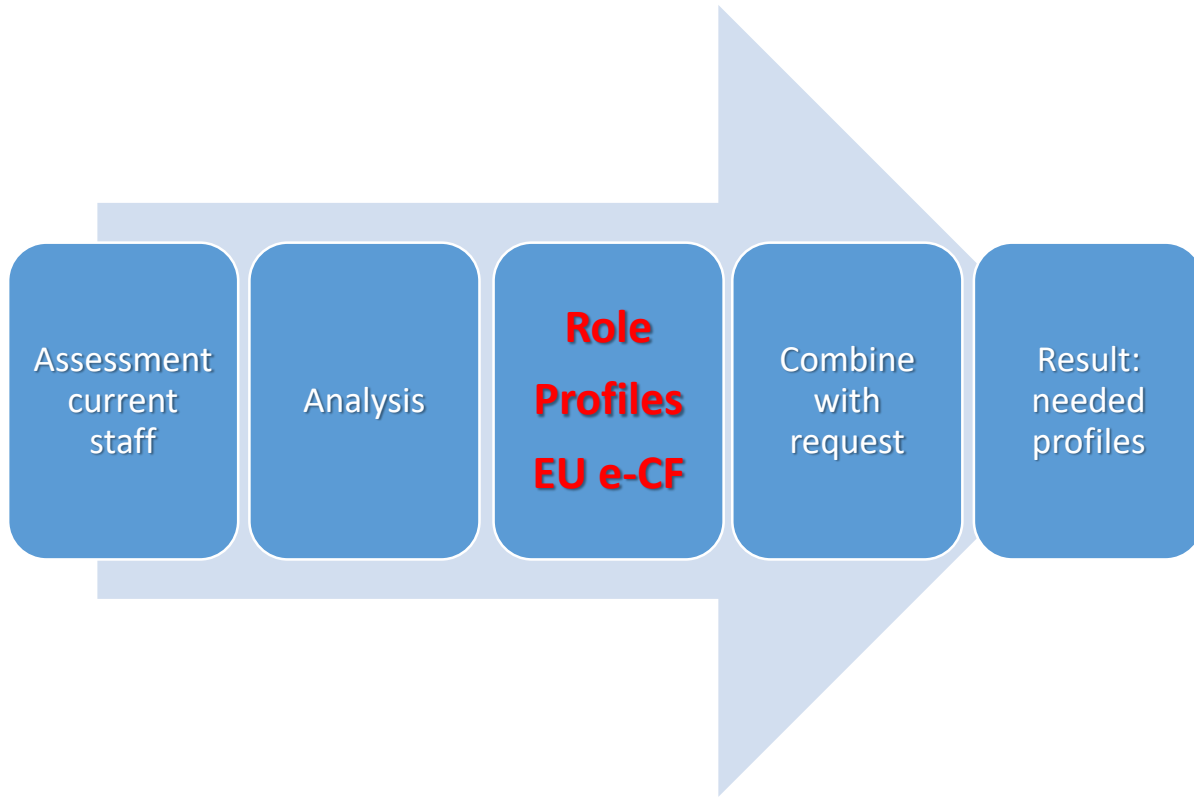 Assessment
current
staff
Analysis
Role
Profiles
EU e-CF
Combine
with
request
Result:
needed
profiles